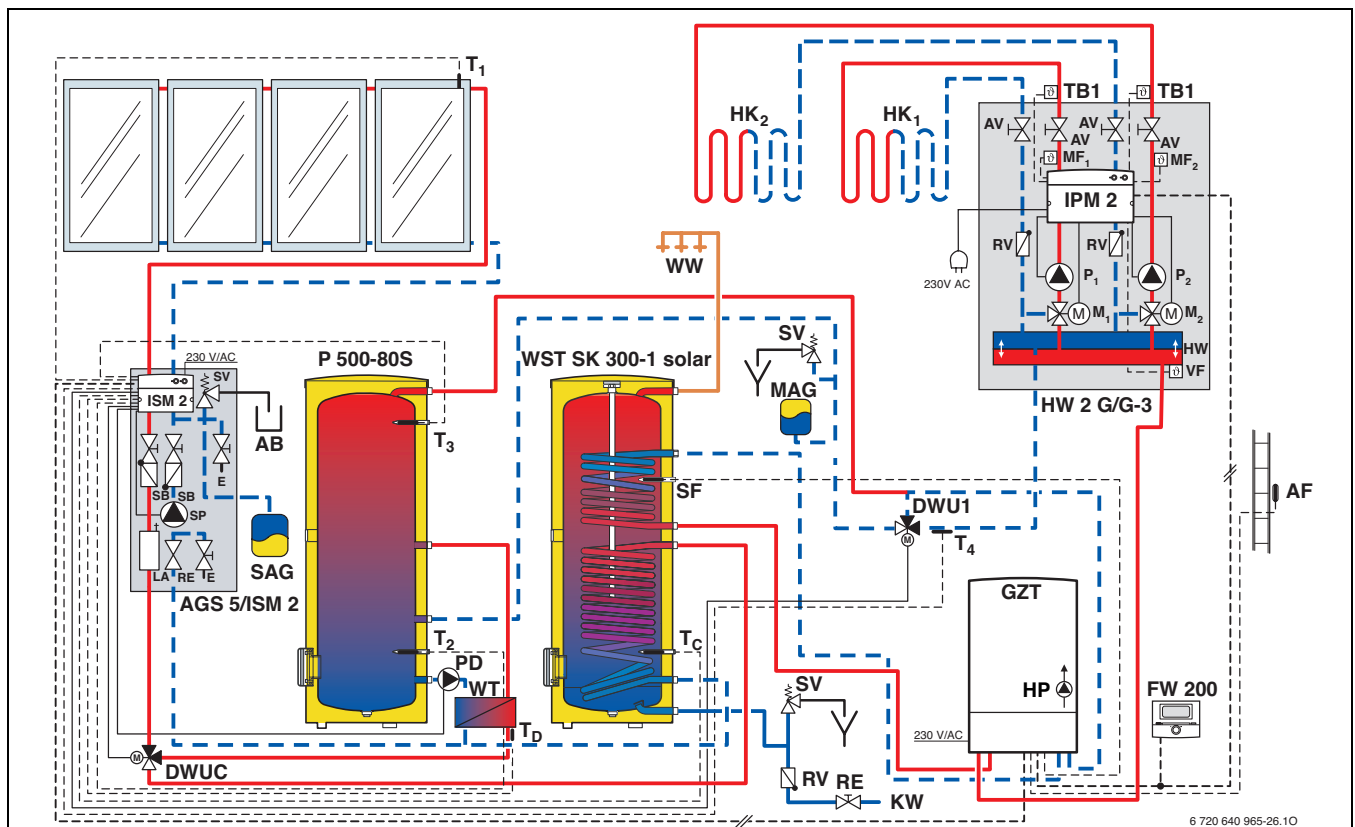 T1
TB1
TB1
HK2
HK1
AV
AV
AV
AV
MF1
MF2
IPM 2
RV
RV
WW
230V AC
P1
P2
M
M1
M
M2
P 500-80S
WST SK 300-1 solar
SV
230 V/AC
SV
HW
VF
ISM 2
MAG
HW 2 G/G-3
AB
T3
E
SF
AF
SB
SB
DWU1
SP
M
T4
SAG
LA
RE
E
GZT
AGS 5/ISM 2
T2
TC
PD
WT
SV
HP
FW 200
TD
M
DWUC
230 V/AC
RV
RE
KW
6 720 640 965-26.1O